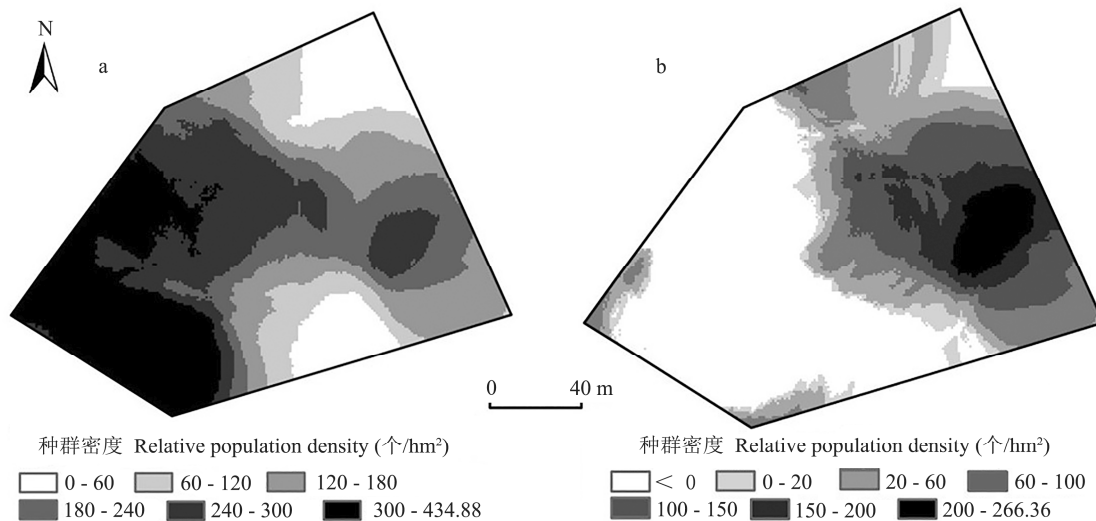 N
a
b
0 40 m
种群密度 Relative population density (个/hm²)
0 - 60 60 - 120 120 - 180
180 - 240 240 - 300 300 - 434.88
种群密度 Relative population density (个/hm²)
< 0 0 - 20 20 - 60 60 - 100
100 - 150 150 - 200 200 - 266.36